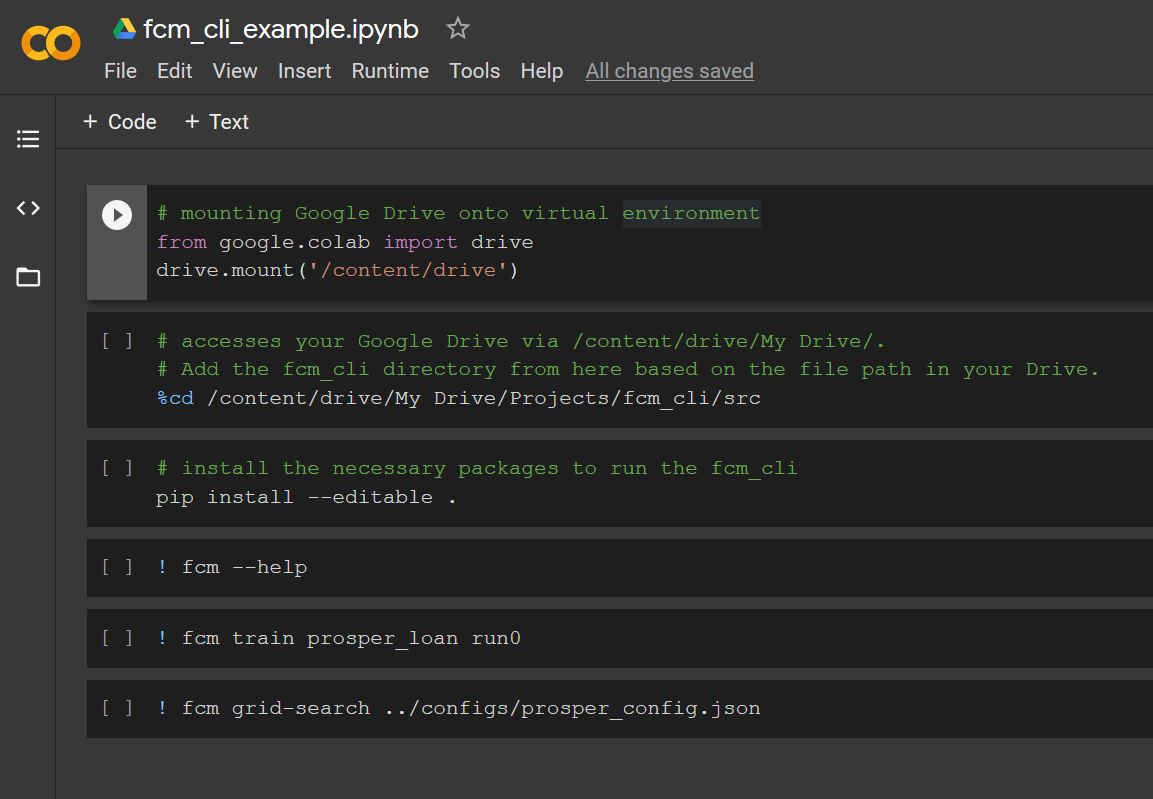 fcm_cli_example.ipynb
File Edit View Insert Runtime Tools Help All changes saved
+ Code + Text
# mounting Google Drive onto virtual environment
from google.colab import drive
drive.mount('/content/drive')
[ ] # accesses your Google Drive via /content/drive/My Drive/.
# Add the fcm_cli directory from here based on the file path in your Drive.
%cd /content/drive/My Drive/Projects/fcm_cli/src
[ ] # install the necessary packages to run the fcm_cli
pip install --editable .
[ ] ! fcm --help
[ ] ! fcm train prosper_loan run0
[ ] ! fcm grid-search ../configs/prosper_config.json